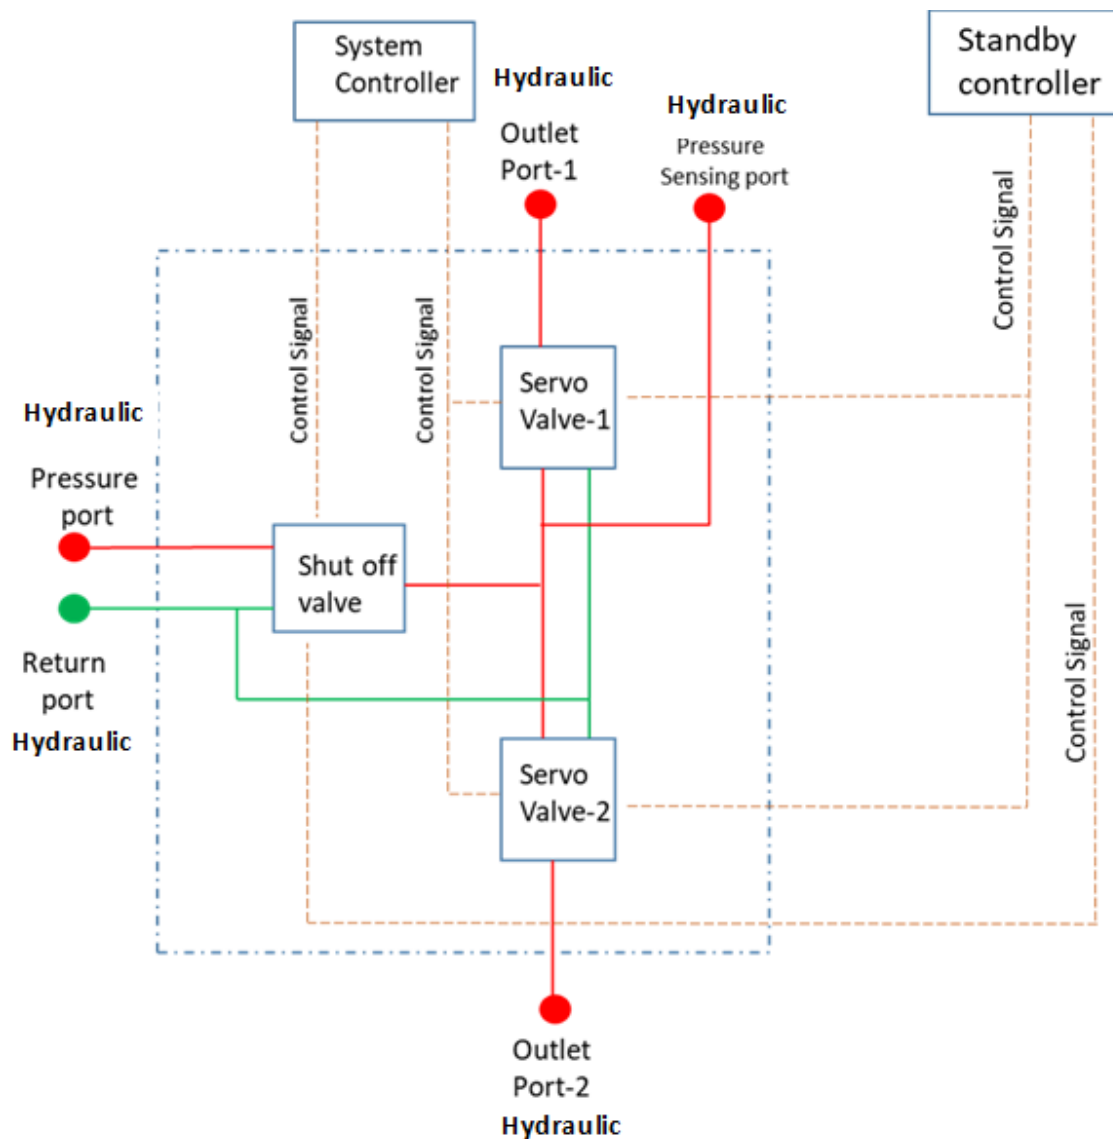 System
Controller
Standby
controller
Hydraulic
Outlet
Port-1
Hydraulic
Pressure
Sensing port
Control Signal
Control Signal
Control Signal
Servo
Valve-1
Hydraulic
Pressure
port
Shut off
valve
Return
port
Hydraulic
Control Signal
Servo
Valve-2
Outlet
Port-2
Hydraulic